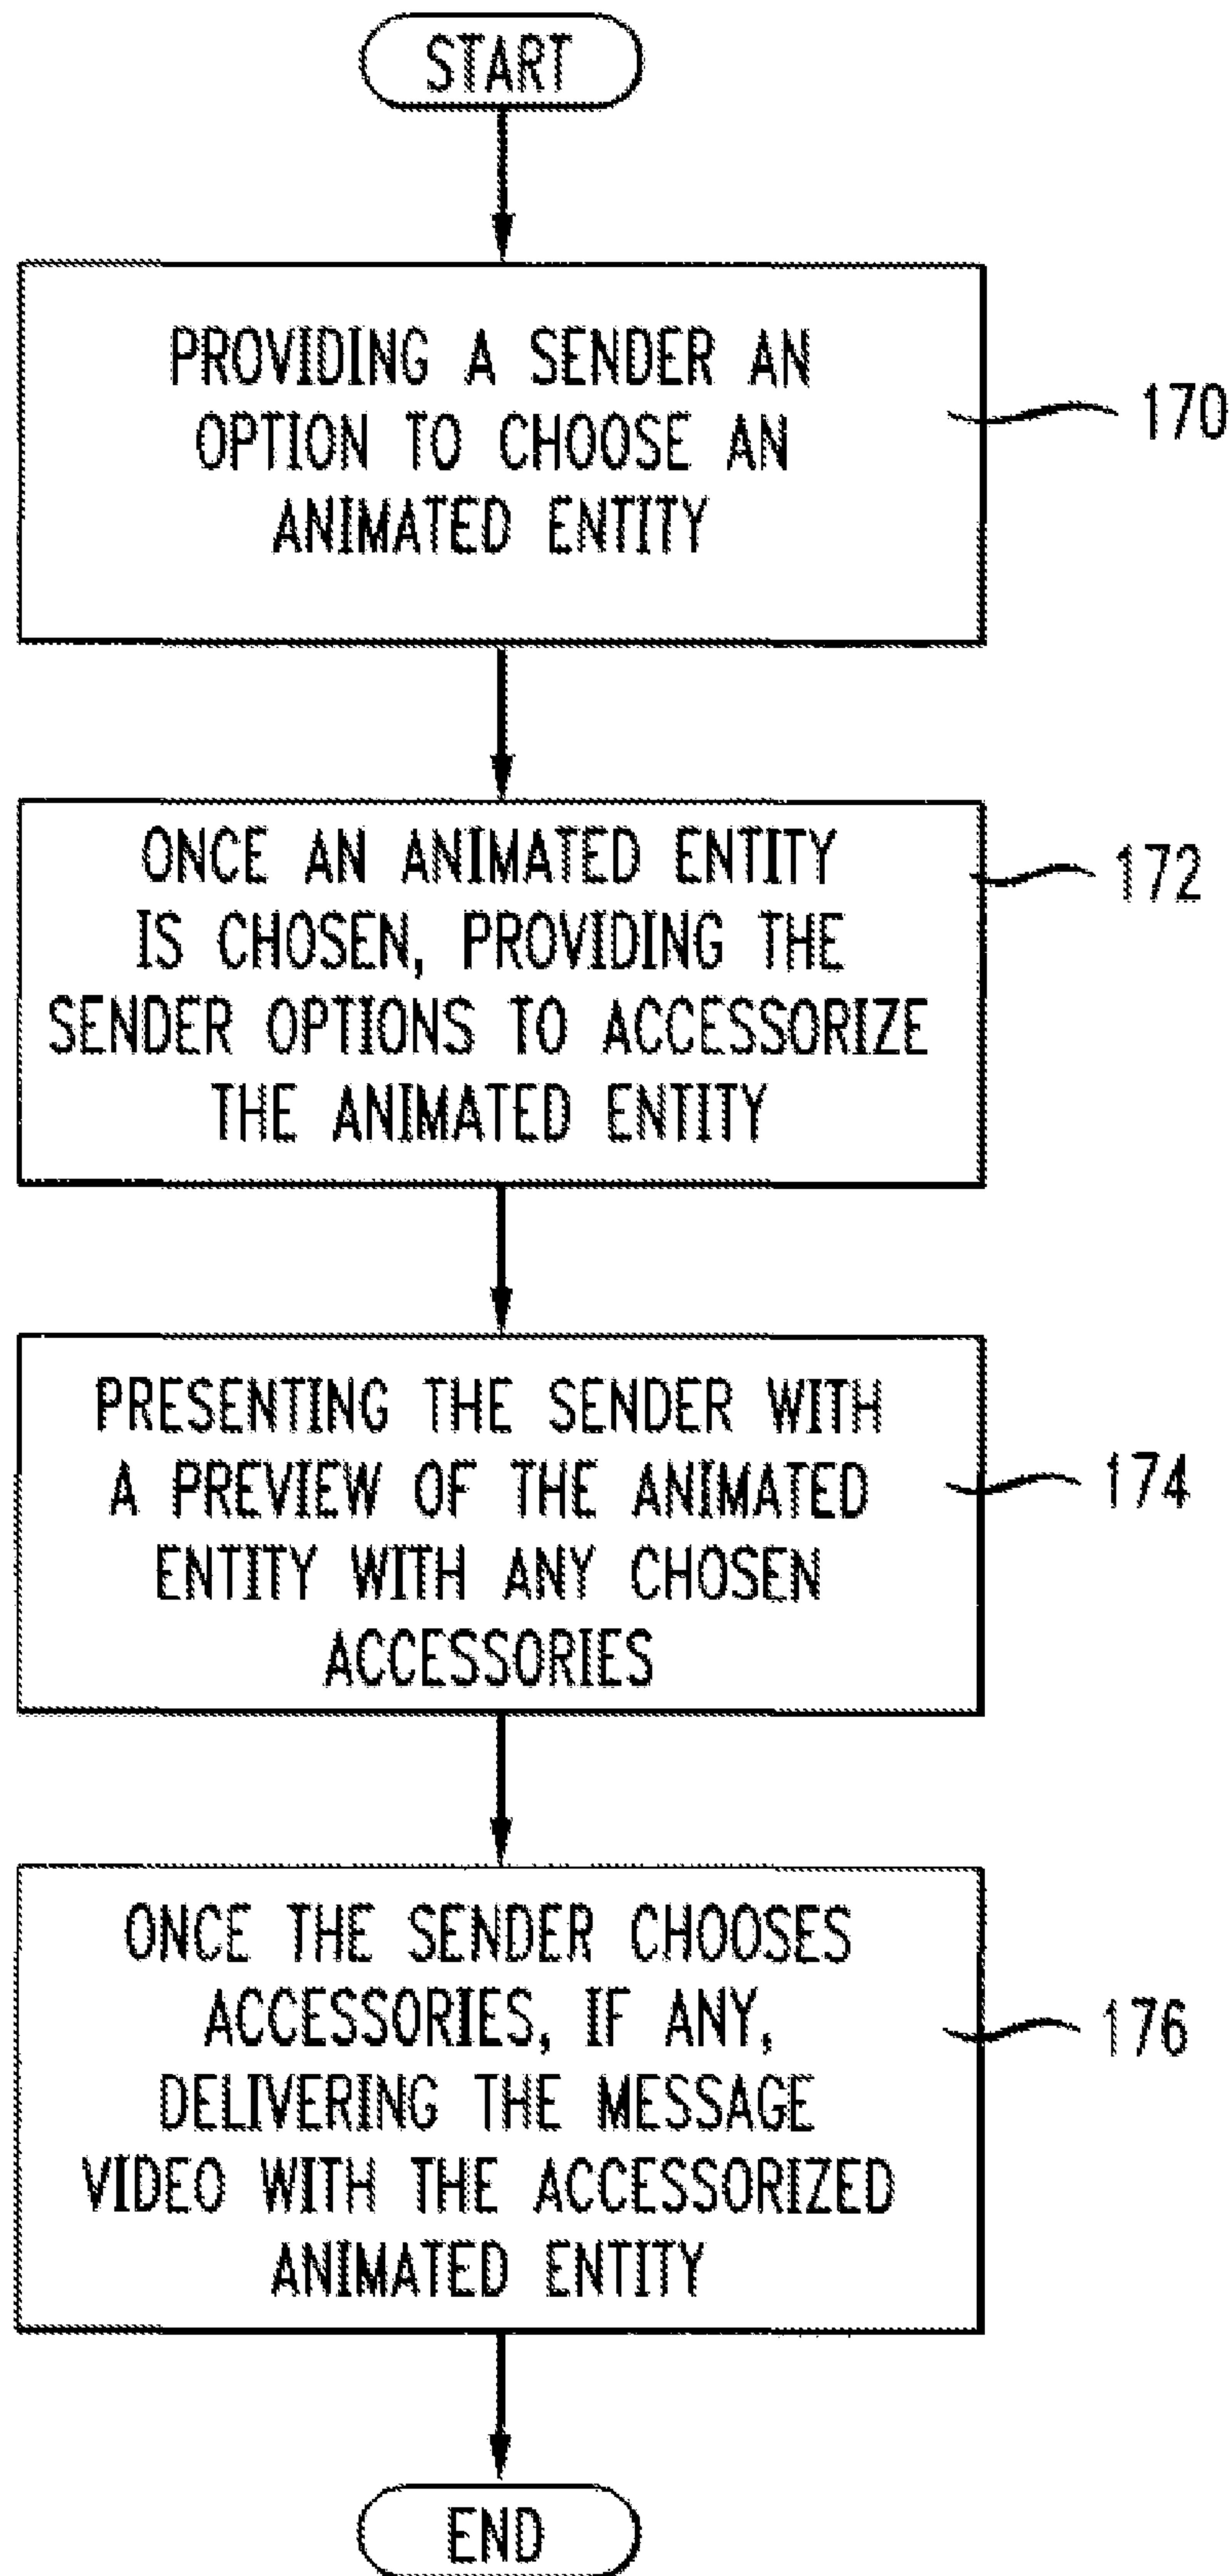 START
PROVIDING A SENDER AN
OPTION TO CHOOSE AN
ANIMATED ENTITY
170
ONCE AN ANIMATED ENTITY
IS CHOSEN, PROVIDING THE
SENDER OPTIONS TO ACCESSORIZE
THE ANIMATED ENTITY
172
PRESENTING THE SENDER WITH
A PREVIEW OF THE ANIMATED
ENTITY WITH ANY CHOSEN
ACCESSORIES
174
ONCE THE SENDER CHOOSES
ACCESSORIES, IF ANY,
DELIVERING THE MESSAGE
VIDEO WITH THE ACCESSORIZED
ANIMATED ENTITY
176
END